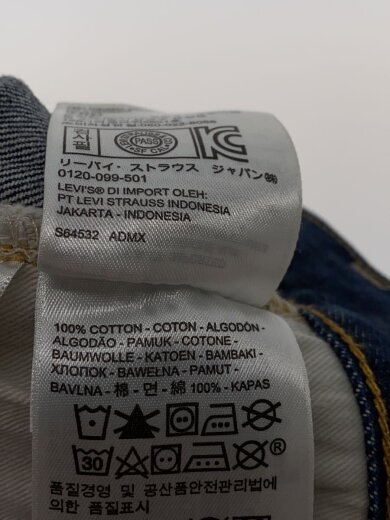 PASS
リーバイ・ストラウス ジャパン㈱
0120-099-501
LEVI'S® DI IMPORT OLEH:
PT LEVI STRAUSS INDONESIA
JAKARTA - INDONESIA
S64532 ADMX
100% COTTON - COTON - ALGODÓN -
ALGODÃO - PAMUK - COTONE -
BAUMWOLLE - KATOEN - BAMBAKI -
ХЛОПОК - BAWEŁNA - PAMUT -
BAVLNA - 棉 - 면 - 綿 100% - KAPAS
30 ®
품질경영 및 공산품안전관리법에
의한 품질표시